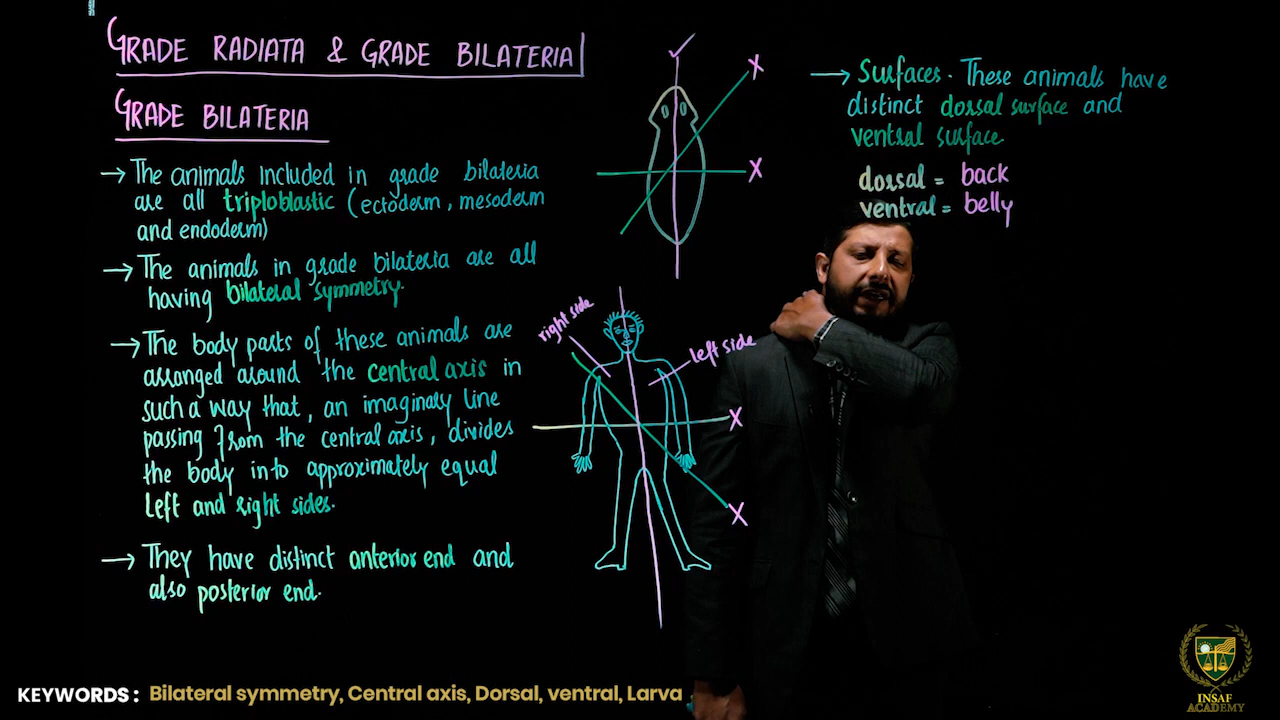 GRADE RADIATA & GRADE BILATERIA
GRADE BILATERIA
→ The animals included in grade bilateria
are all triploblastic (ectoderm, mesoderm
and endoderm)
→ The animals in grade bilateria are all
having bilateral symmetry.
→ The body parts of these animals are
arranged around the central axis in
such a way that, an imaginary line
passing from the central axis, divides
the body into approximately equal
Left and right sides.
→ They have distinct anterior end and
also posterior end.
✓
X
X
right side
left side
X
X
→ Surfaces. These animals have
distinct dorsal surface and
ventral surface.
dorsal = back
ventral = belly
KEYWORDS : Bilateral symmetry, Central axis, Dorsal, ventral, Larva
INSAF
ACADEMY